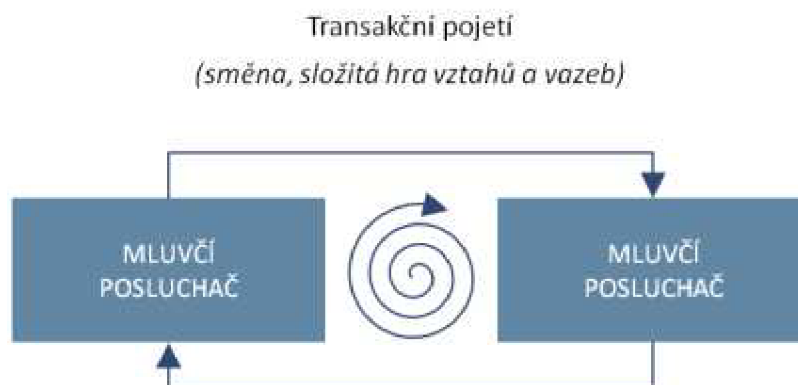 Transakční pojetí
(směna, složitá hra vztahů a vazeb)
MLUVČÍ
POSLUCHAČ
MLUVČÍ
POSLUCHAČ